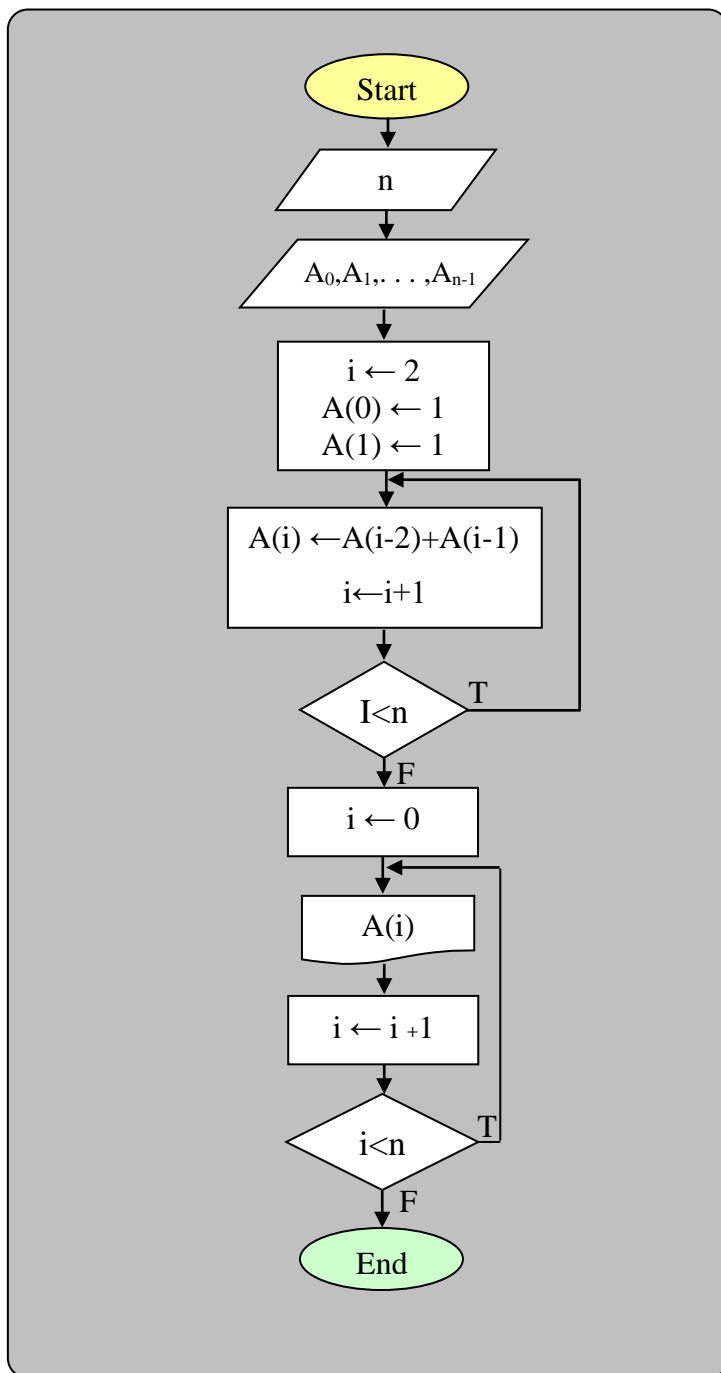 Start
n
A₀,A₁,. . . ,Aₙ₋₁
i ← 2
A(0) ← 1
A(1) ← 1
A(i) ←A(i-2)+A(i-1)
i←i+1
I<n
T
F
i ← 0
A(i)
i ← i +1
i<n
T
F
End